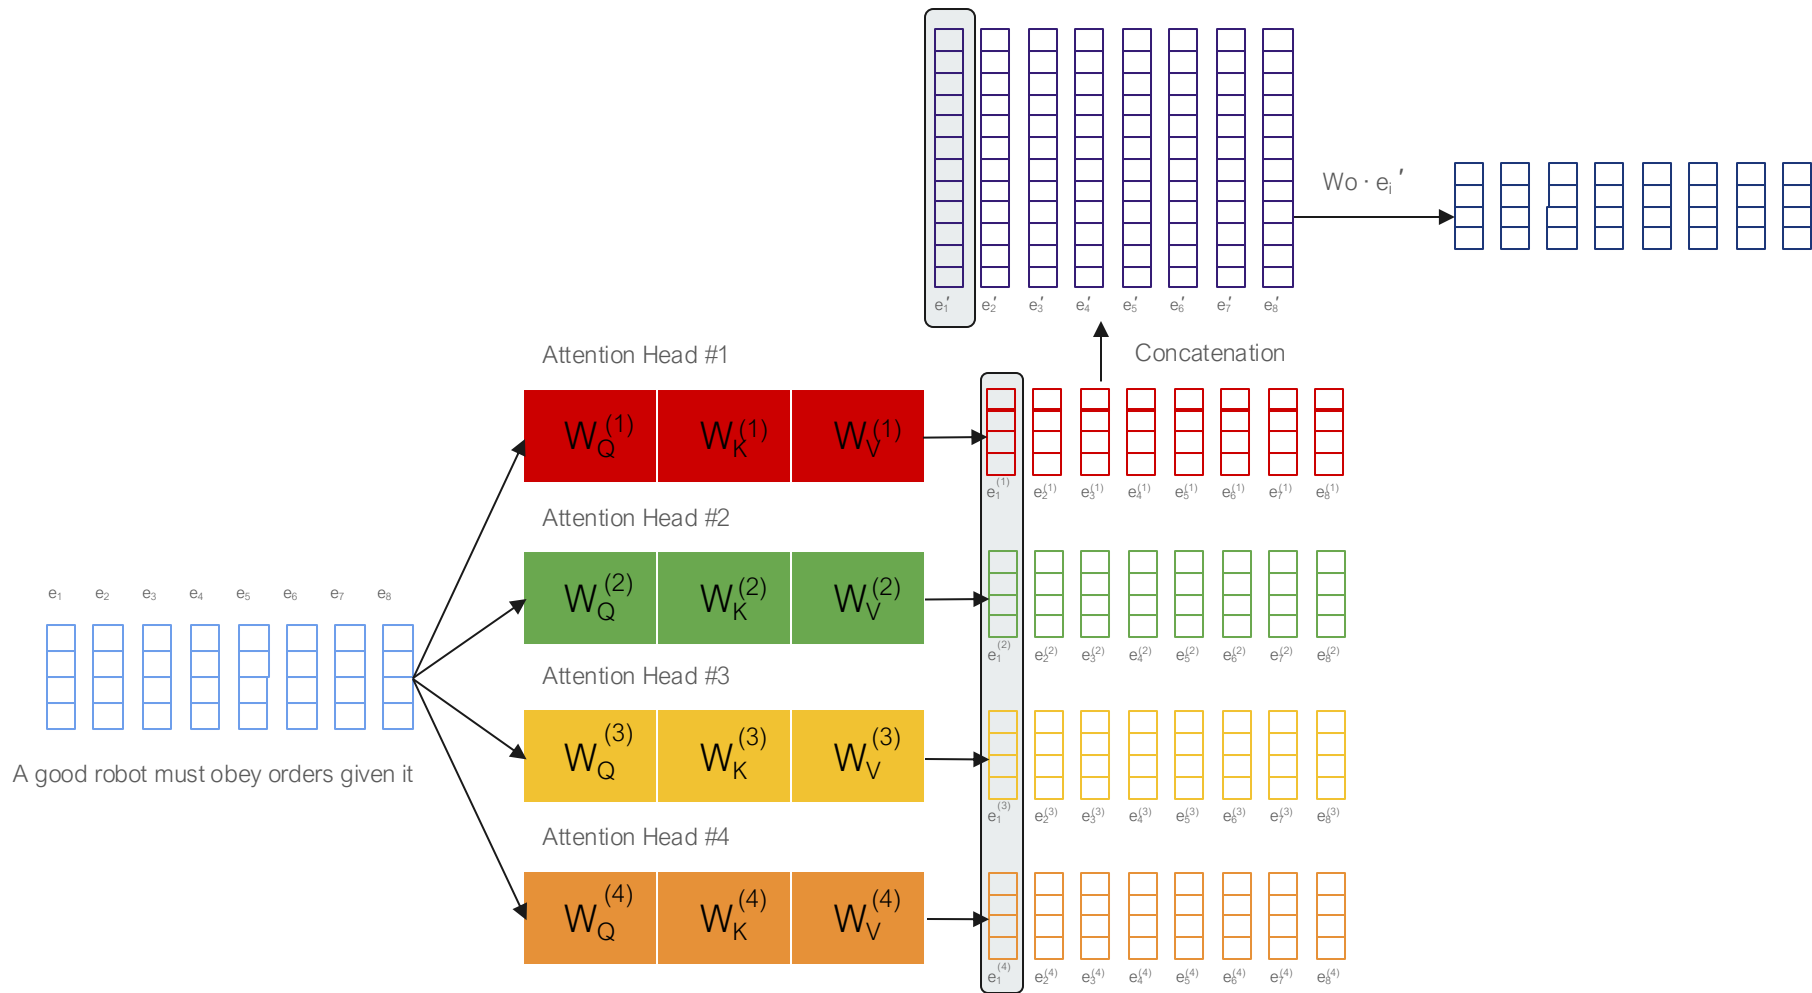 e₁′ e₂′ e₃′ e₄′ e₅′ e₆′ e₇′ e₈′
Wo · eᵢ′
Concatenation
e₁ e₂ e₃ e₄ e₅ e₆ e₇ e₈
A good robot must obey orders given it
Attention Head #1
W_Q^(1) W_K^(1) W_V^(1)
e₁^(1) e₂^(1) e₃^(1) e₄^(1) e₅^(1) e₆^(1) e₇^(1) e₈^(1)
Attention Head #2
W_Q^(2) W_K^(2) W_V^(2)
e₁^(2) e₂^(2) e₃^(2) e₄^(2) e₅^(2) e₆^(2) e₇^(2) e₈^(2)
Attention Head #3
W_Q^(3) W_K^(3) W_V^(3)
e₁^(3) e₂^(3) e₃^(3) e₄^(3) e₅^(3) e₆^(3) e₇^(3) e₈^(3)
Attention Head #4
W_Q^(4) W_K^(4) W_V^(4)
e₁^(4) e₂^(4) e₃^(4) e₄^(4) e₅^(4) e₆^(4) e₇^(4) e₈^(4)